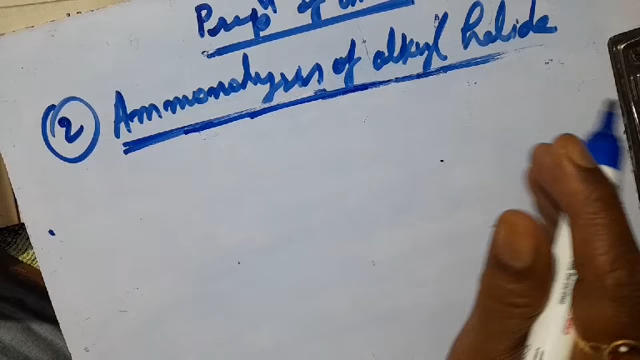 Prepn of
② Ammonolysis of alkyl halide